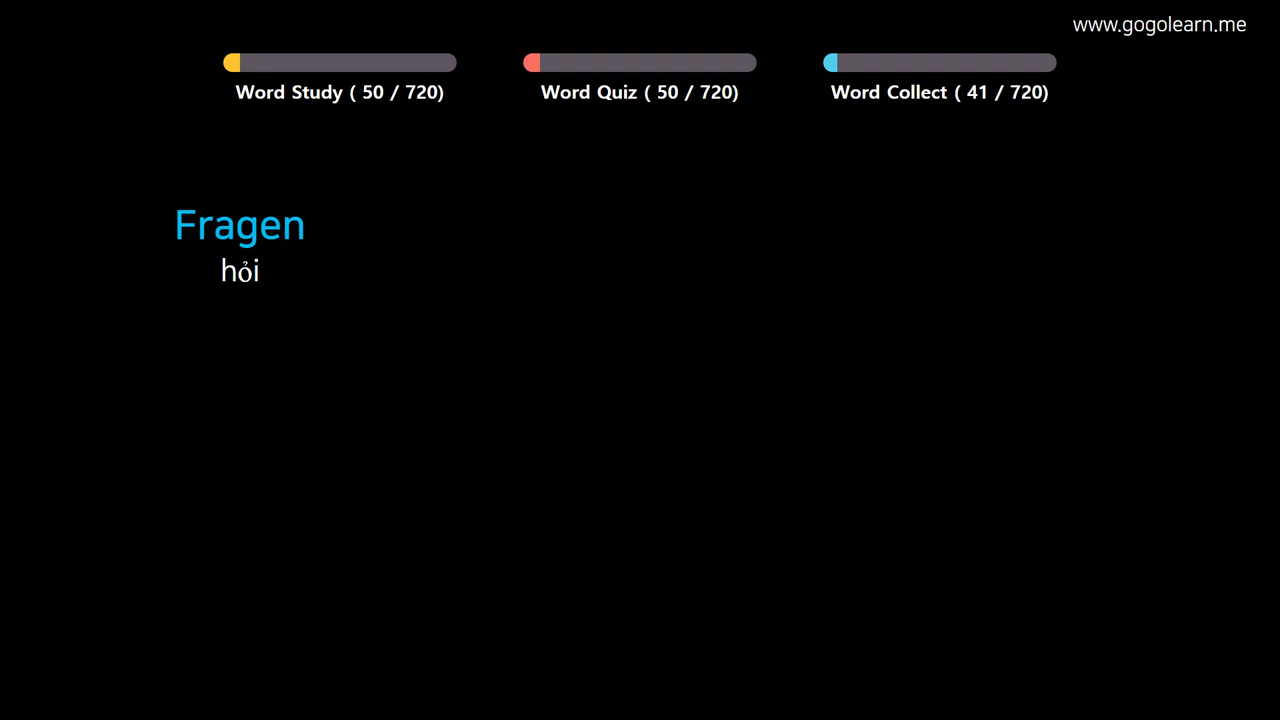 www.gogolearn.me
Word Study ( 50 / 720)
Word Quiz ( 50 / 720)
Word Collect ( 41 / 720)
Fragen
hỏi